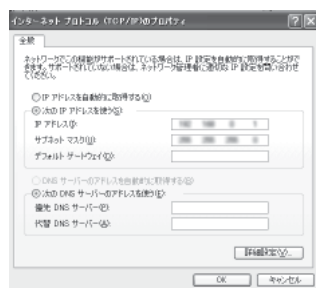 インターネット プロトコル (TCP/IP)のプロパティ
全般
ネットワークでこの機能がサポートされている場合は、IP 設定を自動的に取得することがで
きます。サポートされていない場合は、ネットワーク管理者に適切な IP 設定を問い合わせ
てください。
IP アドレスを自動的に取得する(O)
次の IP アドレスを使う(S):
IP アドレス(I):
192 168 0 1
サブネット マスク(U):
255 255 255 0
デフォルト ゲートウェイ(D):
DNS サーバーのアドレスを自動的に取得する(B)
次の DNS サーバーのアドレスを使う(E):
優先 DNS サーバー(P):
代替 DNS サーバー(A):
詳細設定(V)...
OK
キャンセル